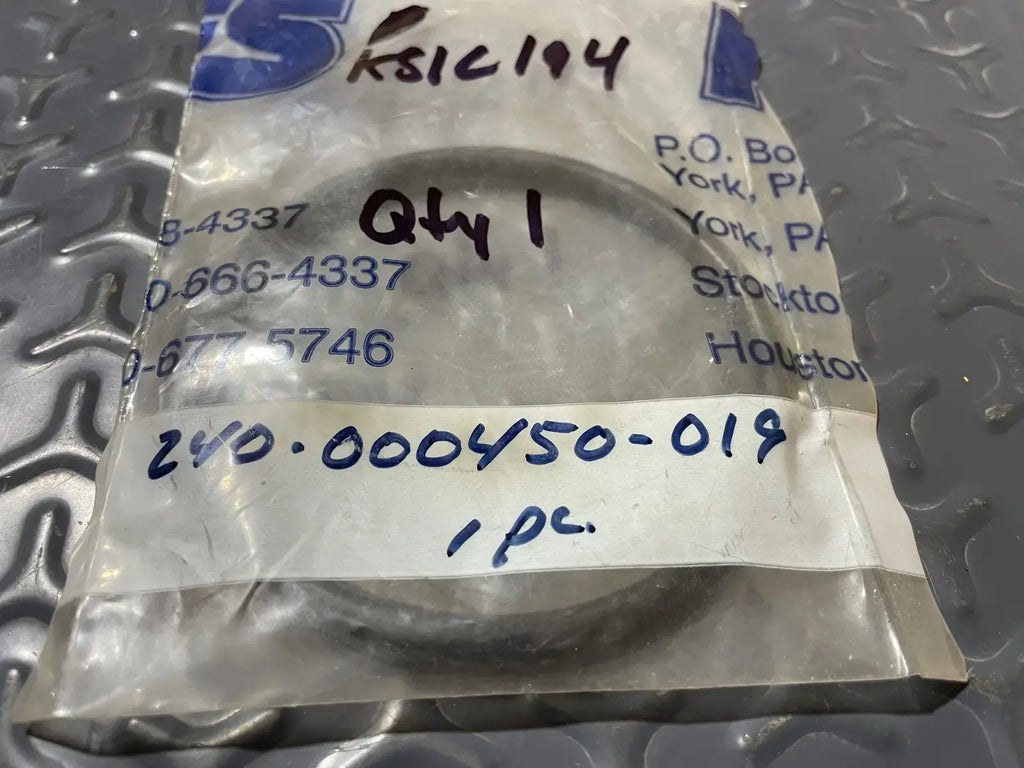 KSIC194
P.O. Bo
York, PA
Qty 1
8-4337
York, PA
0-666-4337
Stockto
0-677-5746
Houston
240-000450-019
1 pc.